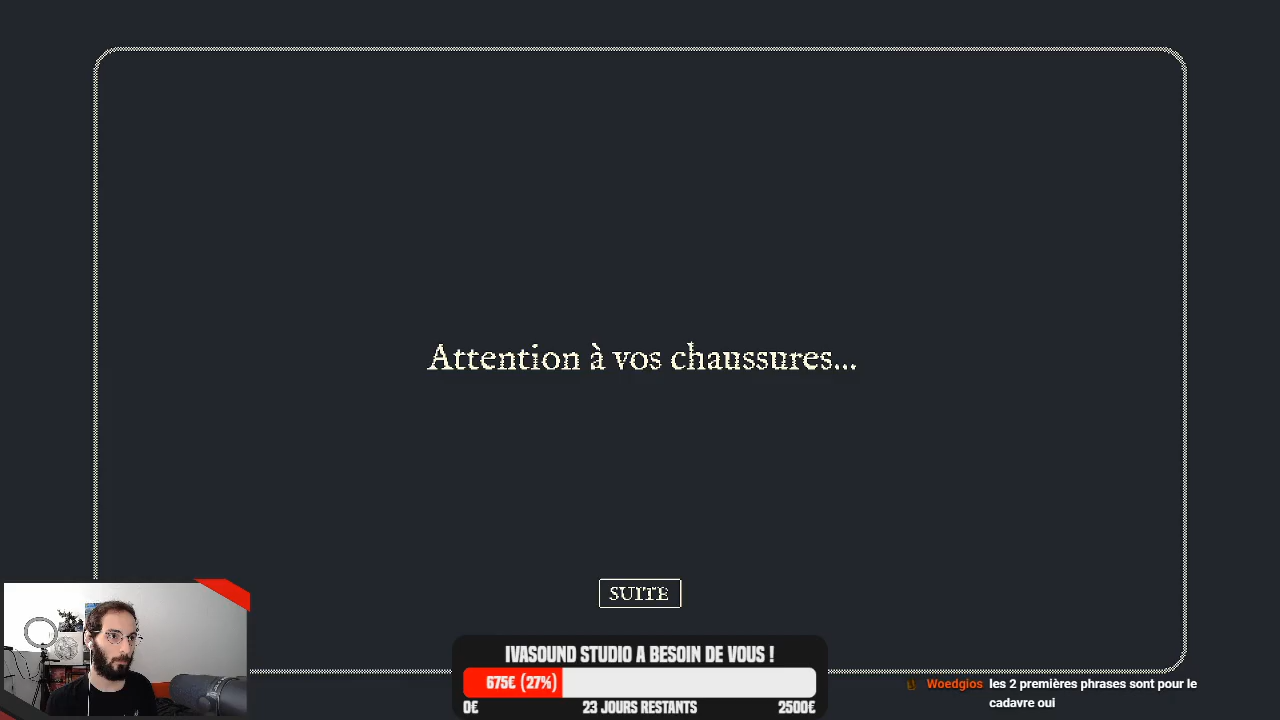 Attention à vos chaussures...
SUITE
IVASOUND STUDIO A BESOIN DE VOUS !
675€ (27%)
0€ 23 JOURS RESTANTS 2500€
Woedgios les 2 premières phrases sont pour le
cadavre oui